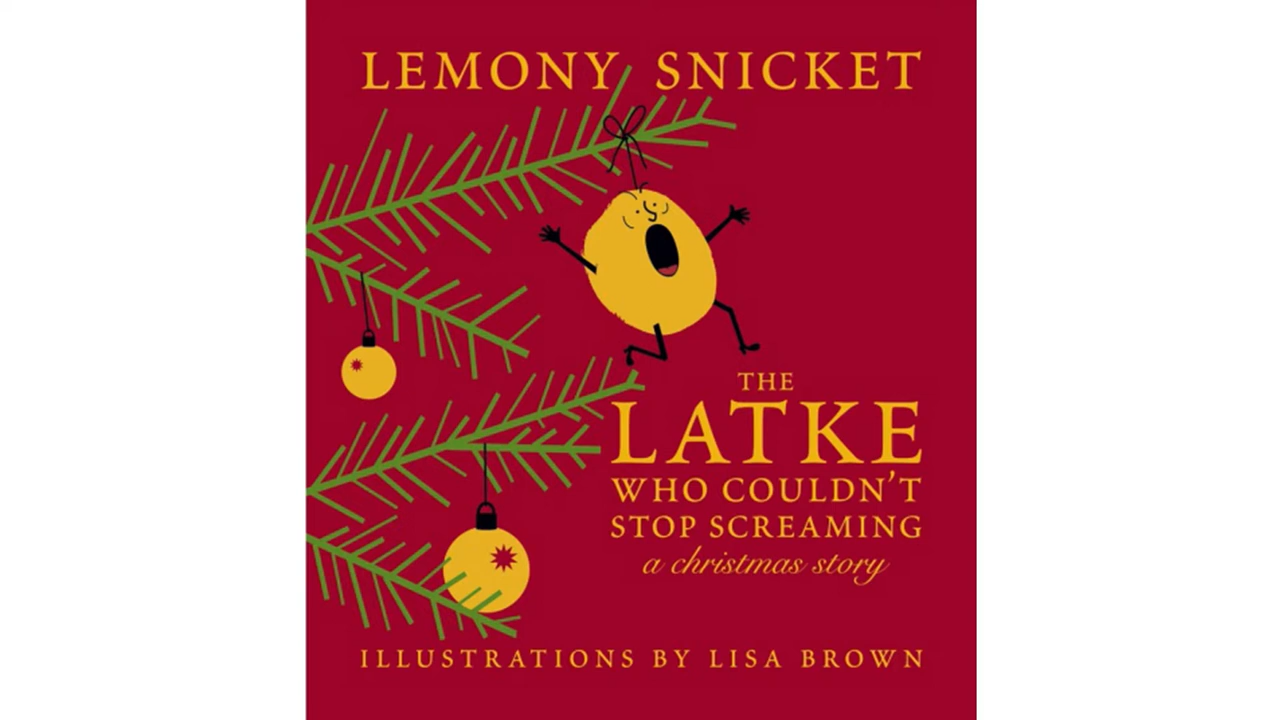 LEMONY SNICKET
THE
LATKE
WHO COULDN'T
STOP SCREAMING
a christmas story
ILLUSTRATIONS BY LISA BROWN